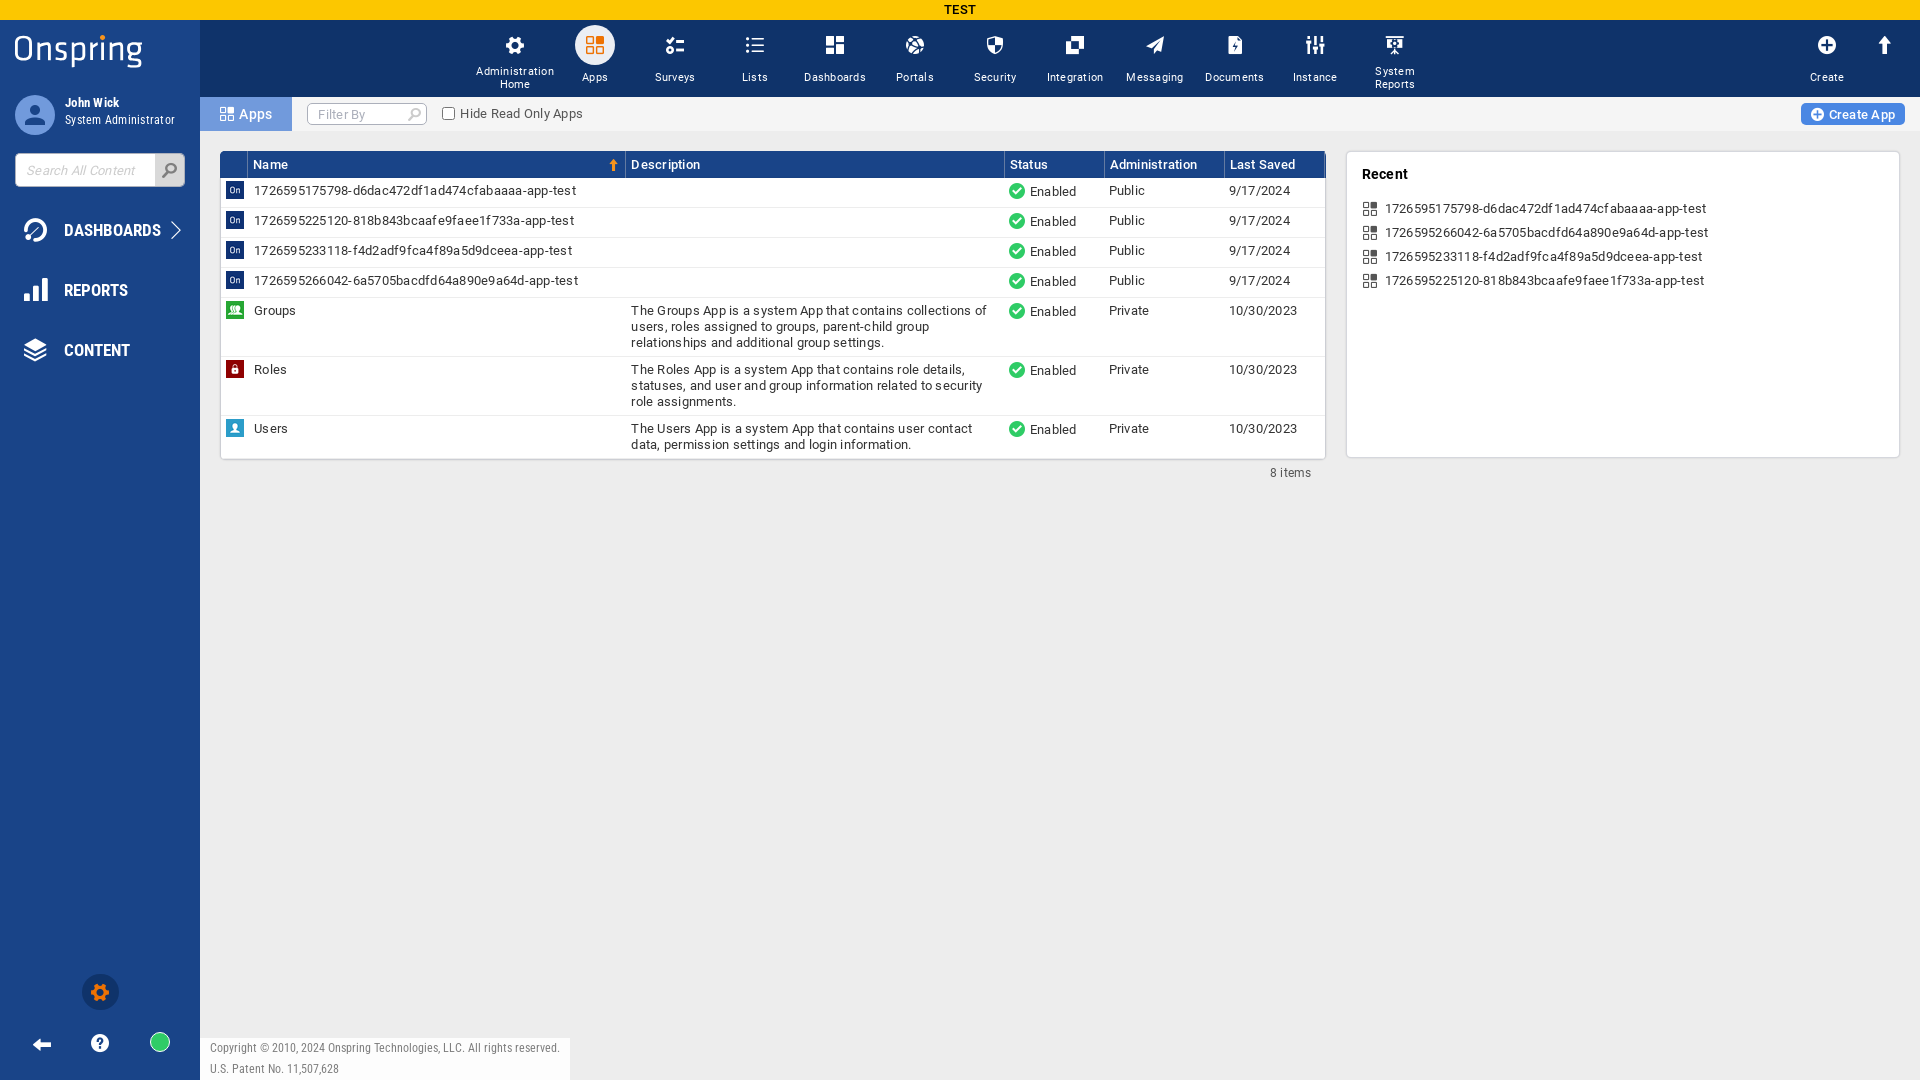 TEST
Onspring
John Wick
System Administrator
Search All Content
DASHBOARDS
REPORTS
CONTENT
Administration
Home
Apps
Surveys
Lists
Dashboards
Portals
Security
Integration
Messaging
Documents
Instance
System
Reports
Create
Apps
Filter By
Hide Read Only Apps
Create App
Name Description Status Administration Last Saved
On 1726595175798-d6dac472df1ad474cfabaaaa-app-test Enabled Public 9/17/2024
On 1726595225120-818b843bcaafe9faee1f733a-app-test Enabled Public 9/17/2024
On 1726595233118-f4d2adf9fca4f89a5d9dceea-app-test Enabled Public 9/17/2024
On 1726595266042-6a5705bacdfd64a890e9a64d-app-test Enabled Public 9/17/2024
Groups The Groups App is a system App that contains collections of Enabled Private 10/30/2023
users, roles assigned to groups, parent-child group
relationships and additional group settings.
Roles The Roles App is a system App that contains role details, Enabled Private 10/30/2023
statuses, and user and group information related to security
role assignments.
Users The Users App is a system App that contains user contact Enabled Private 10/30/2023
data, permission settings and login information.
8 items
Recent
1726595175798-d6dac472df1ad474cfabaaaa-app-test
1726595266042-6a5705bacdfd64a890e9a64d-app-test
1726595233118-f4d2adf9fca4f89a5d9dceea-app-test
1726595225120-818b843bcaafe9faee1f733a-app-test
Copyright © 2010, 2024 Onspring Technologies, LLC. All rights reserved.
U.S. Patent No. 11,507,628